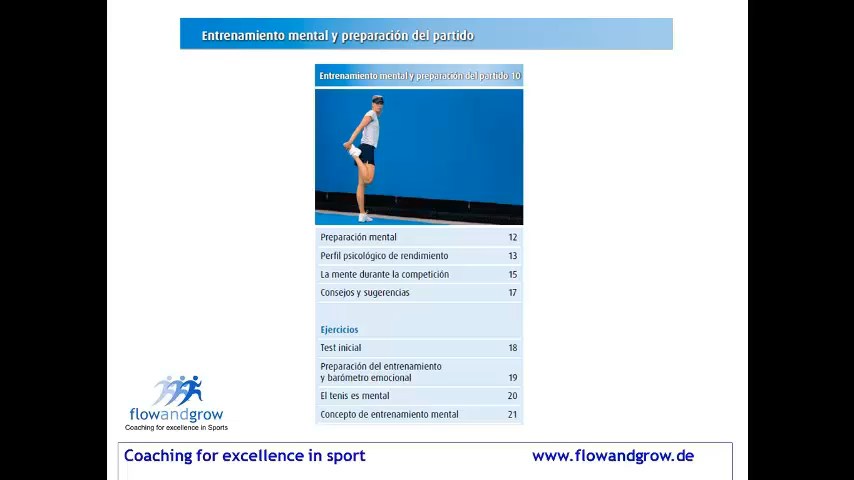 Entrenamiento mental y preparación del partido
Entrenamiento mental y preparación del partido 10
Preparación mental 12
Perfil psicológico de rendimiento 13
La mente durante la competición 15
Consejos y sugerencias 17
Ejercicios
Test inicial 18
Preparación del entrenamiento
y barómetro emocional 19
El tenis es mental 20
Concepto de entrenamiento mental 21
flowandgrow
Coaching for excellence in Sports
Coaching for excellence in sport www.flowandgrow.de